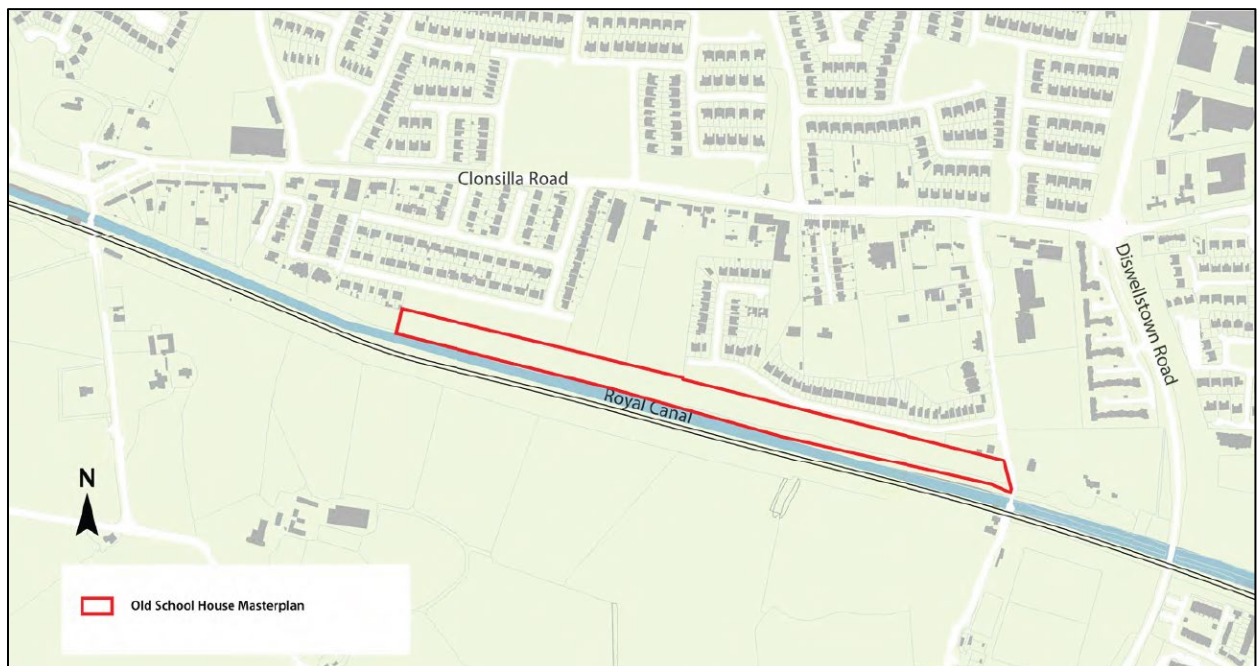 Clonsilla Road
Diswellstown Road
Royal Canal
N
Old School House Masterplan